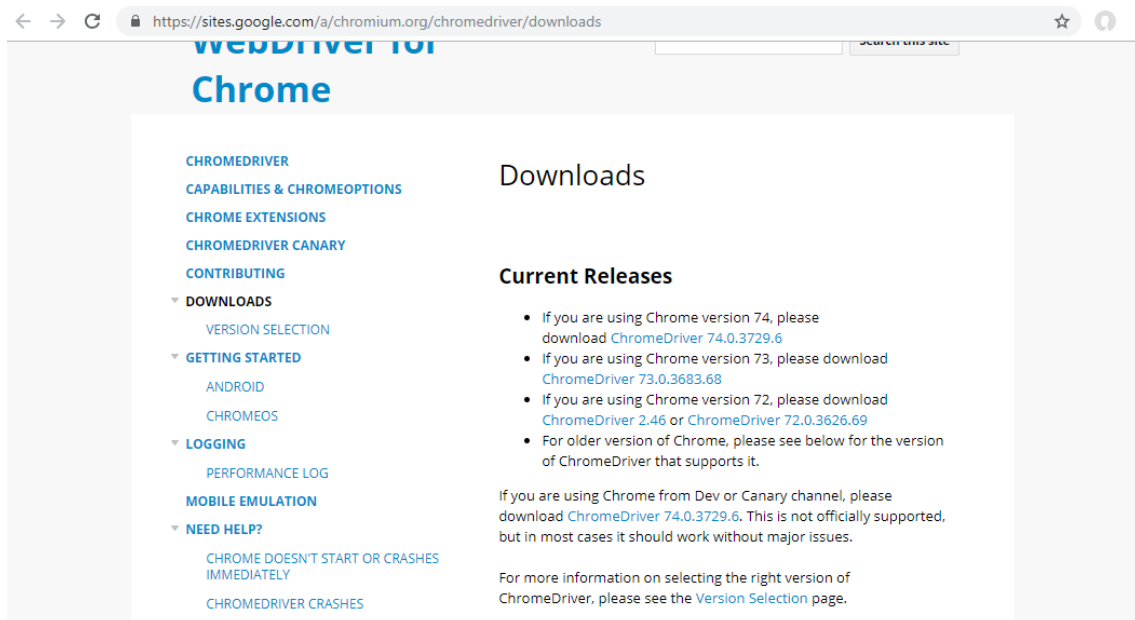 https://sites.google.com/a/chromium.org/chromedriver/downloads
WebDriver for
Chrome
Search this site
CHROMEDRIVER
CAPABILITIES & CHROMEOPTIONS
CHROME EXTENSIONS
CHROMEDRIVER CANARY
CONTRIBUTING
DOWNLOADS
VERSION SELECTION
GETTING STARTED
ANDROID
CHROMEOS
LOGGING
PERFORMANCE LOG
MOBILE EMULATION
NEED HELP?
CHROME DOESN'T START OR CRASHES
IMMEDIATELY
CHROMEDRIVER CRASHES
Downloads
Current Releases
• If you are using Chrome version 74, please
download ChromeDriver 74.0.3729.6
• If you are using Chrome version 73, please download
ChromeDriver 73.0.3683.68
• If you are using Chrome version 72, please download
ChromeDriver 2.46 or ChromeDriver 72.0.3626.69
• For older version of Chrome, please see below for the version
of ChromeDriver that supports it.
If you are using Chrome from Dev or Canary channel, please
download ChromeDriver 74.0.3729.6. This is not officially supported,
but in most cases it should work without major issues.
For more information on selecting the right version of
ChromeDriver, please see the Version Selection page.